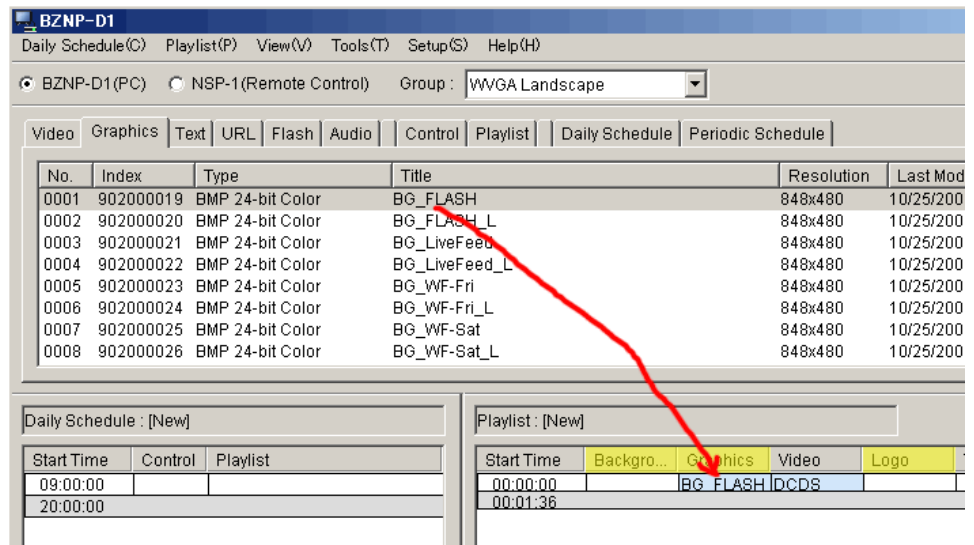 BZNP-D1
Daily Schedule(C) Playlist(P) View(V) Tools(T) Setup(S) Help(H)
BZNP-D1(PC) NSP-1(Remote Control) Group : WVGA Landscape
Video Graphics Text URL Flash Audio Control Playlist Daily Schedule Periodic Schedule
No. Index Type Title Resolution Last Mod
0001 902000019 BMP 24-bit Color BG_FLASH 848x480 10/25/200
0002 902000020 BMP 24-bit Color BG_FLASH_L 848x480 10/25/200
0003 902000021 BMP 24-bit Color BG_LiveFeed 848x480 10/25/200
0004 902000022 BMP 24-bit Color BG_LiveFeed_L 848x480 10/25/200
0005 902000023 BMP 24-bit Color BG_WF-Fri 848x480 10/25/200
0006 902000024 BMP 24-bit Color BG_WF-Fri_L 848x480 10/25/200
0007 902000025 BMP 24-bit Color BG_WF-Sat 848x480 10/25/200
0008 902000026 BMP 24-bit Color BG_WF-Sat_L 848x480 10/25/200
Daily Schedule : [New]
Start Time Control Playlist
09:00:00
20:00:00
Playlist : [New]
Start Time Backgro... Graphics Video Logo
00:00:00 BG_FLASH DCDS
00:01:36